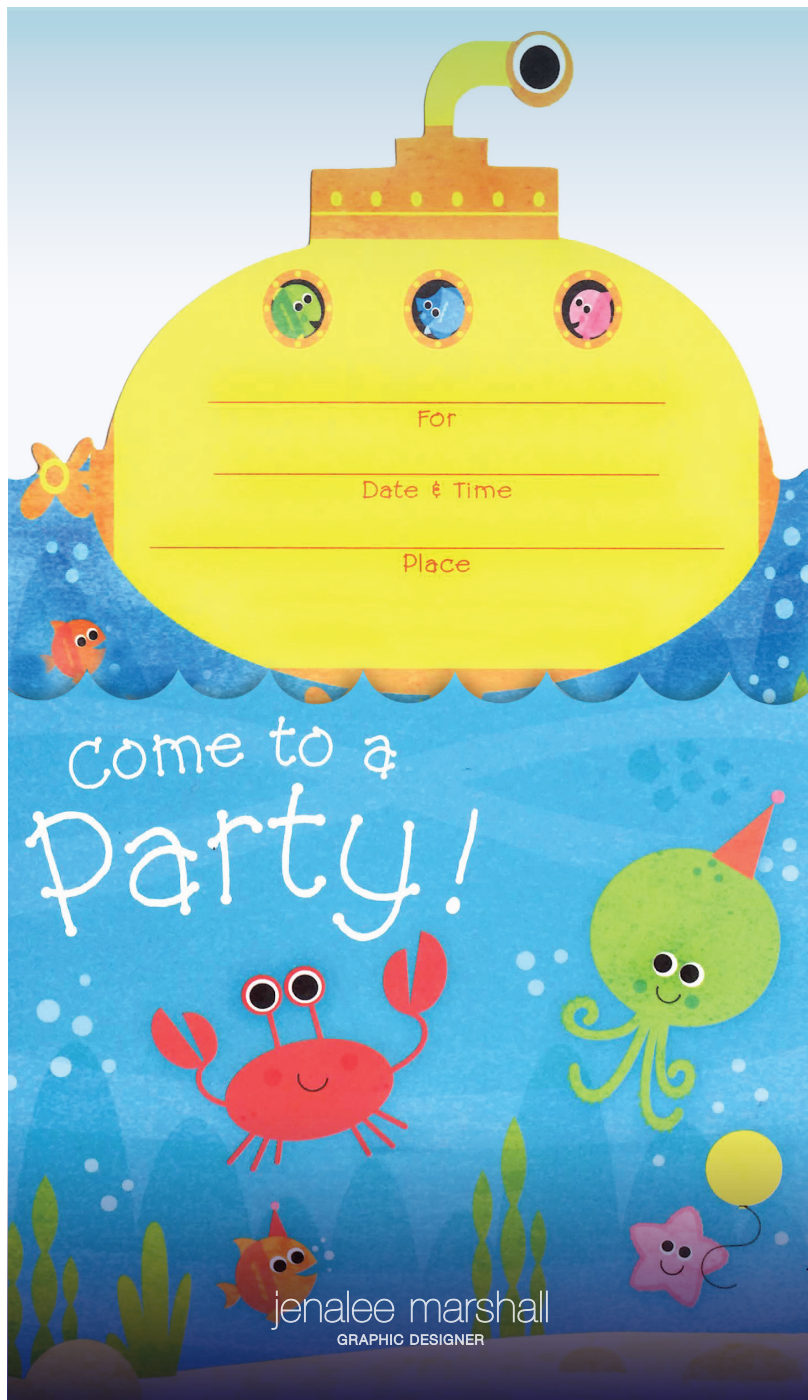 For
Date & Time
Place
Come to a
Party!
jenalee marshall
GRAPHIC DESIGNER